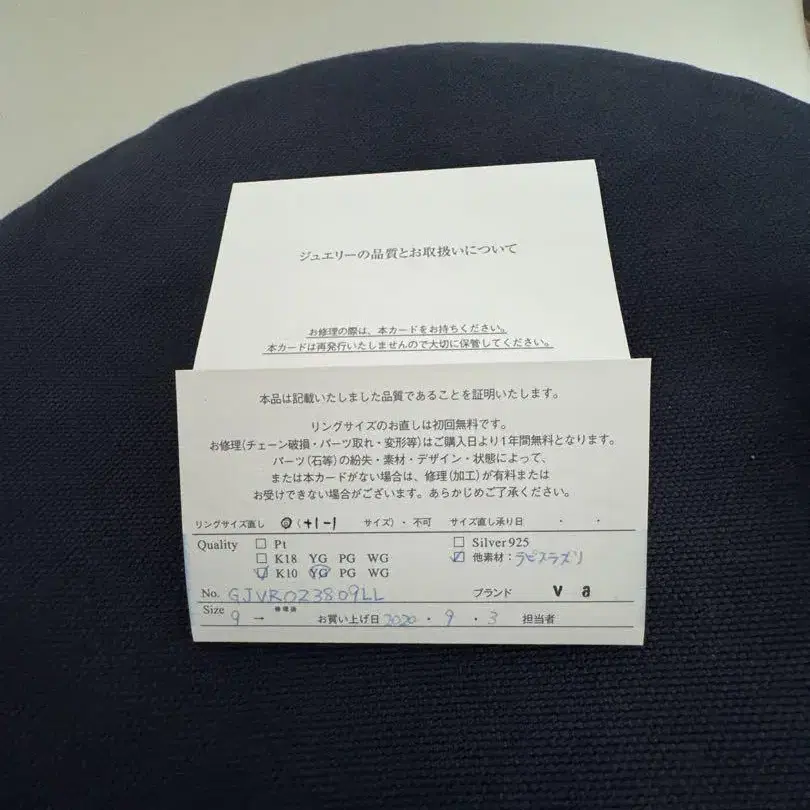 ジュエリーの品質とお取扱いについて
お修理の際は、本カードをお持ちください。
本カードは再発行いたしませんので大切に保管してください。
本品は記載いたしました品質であることを証明いたします。
リングサイズのお直しは初回無料です。
お修理(チェーン破損・パーツ取れ・変形等)はご購入日より1年間無料となります。
パーツ(石等)の紛失・素材・デザイン・状態によって、
または本カードがない場合は、修理(加工)が有料または
お受けできない場合がございます。あらかじめご了承ください。
リングサイズ直し (+1-1 サイズ)・不可 サイズ直し承り日 ・ ・
Quality Pt Silver925
K18 YG PG WG 他素材:ラピスラズリ
K10 YG PG WG
No. GJVR023809LL ブランド va
Size 9 → お買い上げ日 2020・9・3 担当者